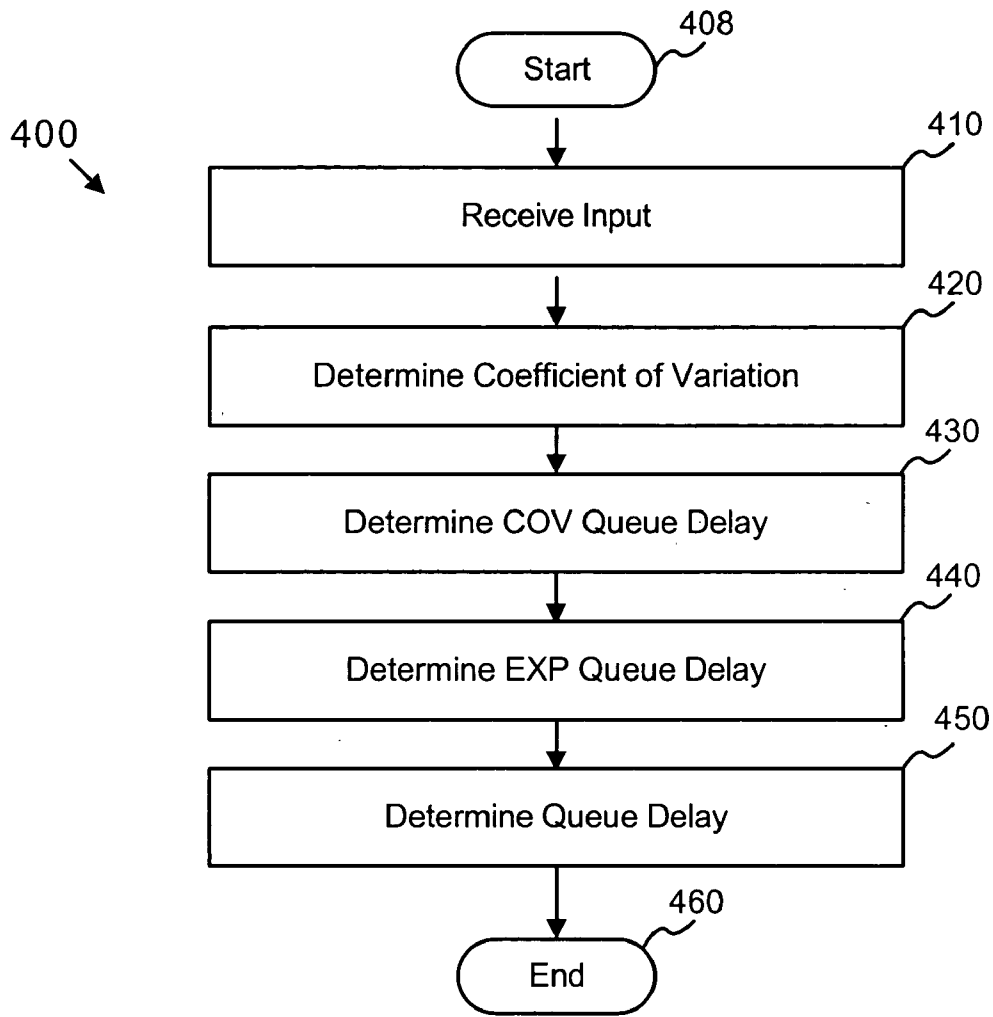 408
Start
400
410
Receive Input
420
Determine Coefficient of Variation
430
Determine COV Queue Delay
440
Determine EXP Queue Delay
450
Determine Queue Delay
460
End